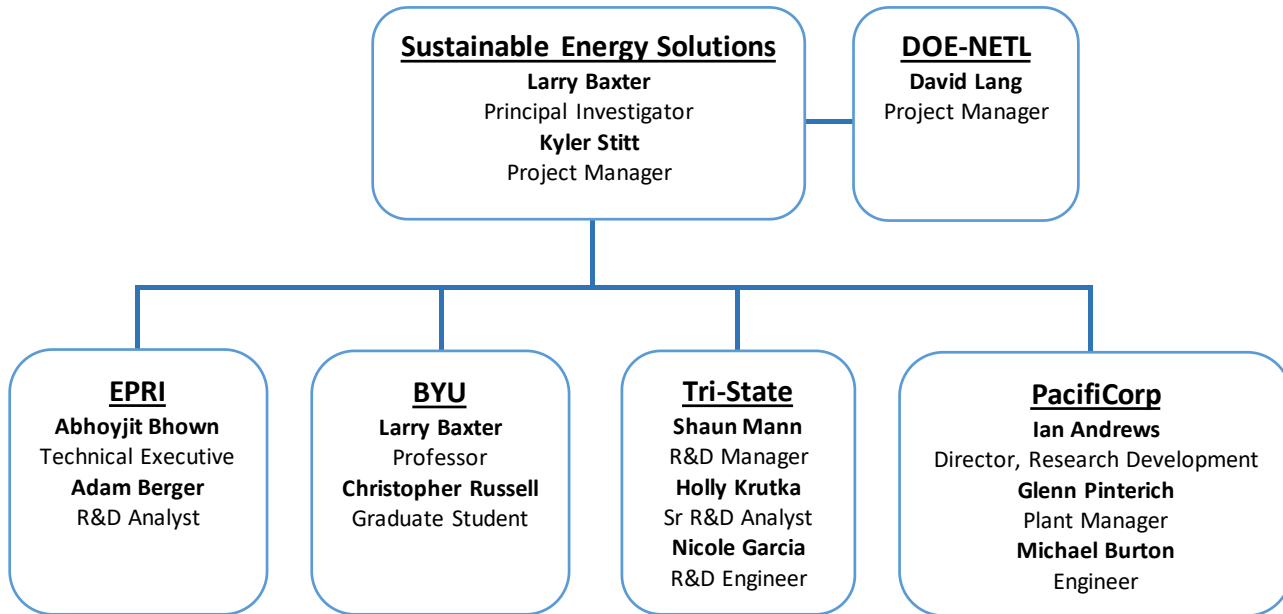 Sustainable Energy Solutions
Larry Baxter
Principal Investigator
Kyler Stitt
Project Manager
DOE-NETL
David Lang
Project Manager
EPRI
Abhoyjit Bhown
Technical Executive
Adam Berger
R&D Analyst
BYU
Larry Baxter
Professor
Christopher Russell
Graduate Student
Tri-State
Shaun Mann
R&D Manager
Holly Krutka
Sr R&D Analyst
Nicole Garcia
R&D Engineer
PacifiCorp
Ian Andrews
Director, Research Development
Glenn Pinterich
Plant Manager
Michael Burton
Engineer